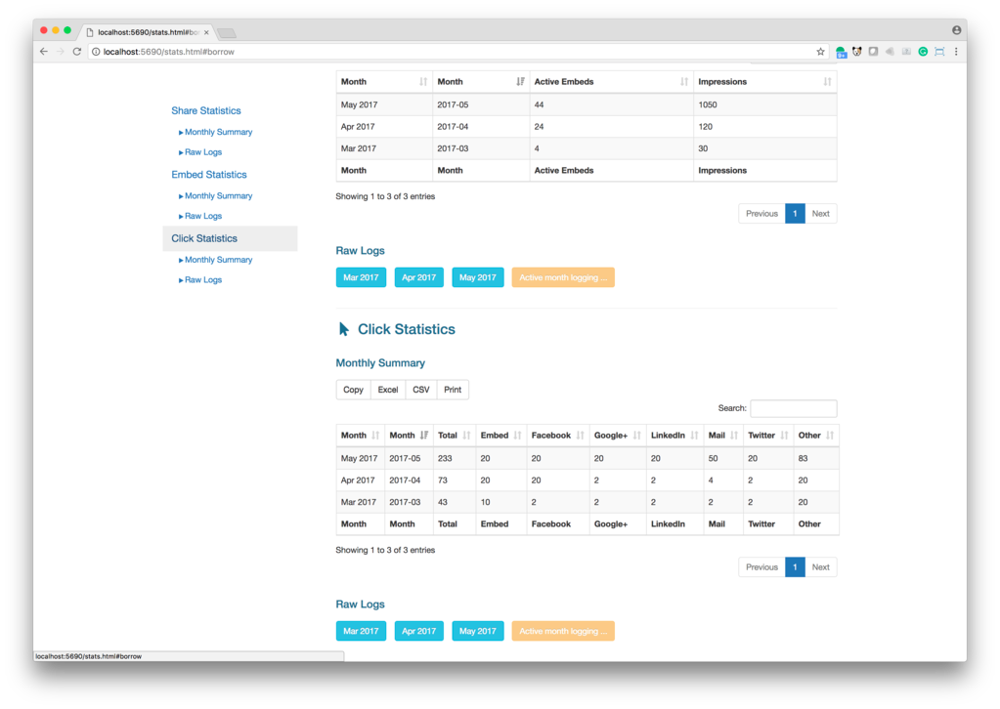 localhost:5690/stats.html#bor
localhost:5690/stats.html#borrow
9+
Share Statistics
Monthly Summary
Raw Logs
Embed Statistics
Monthly Summary
Raw Logs
Click Statistics
Monthly Summary
Raw Logs
Month Month Active Embeds Impressions
May 2017 2017-05 44 1050
Apr 2017 2017-04 24 120
Mar 2017 2017-03 4 30
Month Month Active Embeds Impressions
Showing 1 to 3 of 3 entries
Previous 1 Next
Raw Logs
Mar 2017 Apr 2017 May 2017 Active month logging ...
Click Statistics
Monthly Summary
Copy Excel CSV Print
Search:
Month Month Total Embed Facebook Google+ LinkedIn Mail Twitter Other
May 2017 2017-05 233 20 20 20 20 50 20 83
Apr 2017 2017-04 73 20 20 2 2 4 2 20
Mar 2017 2017-03 43 10 2 2 2 2 2 20
Month Month Total Embed Facebook Google+ LinkedIn Mail Twitter Other
Showing 1 to 3 of 3 entries
Previous 1 Next
Raw Logs
Mar 2017 Apr 2017 May 2017 Active month logging ...
localhost:5690/stats.html#borrow